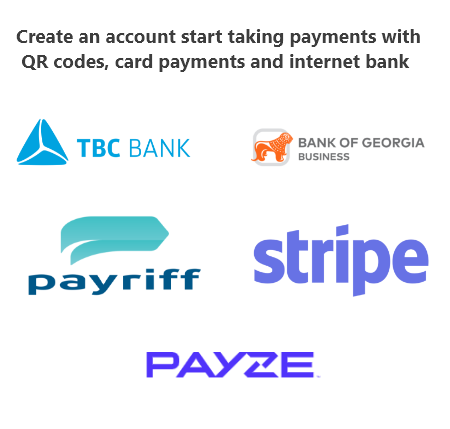 Create an account start taking payments with
QR codes, card payments and internet bank
TBC BANK
BANK OF GEORGIA
BUSINESS
payriff
stripe
PAYZE